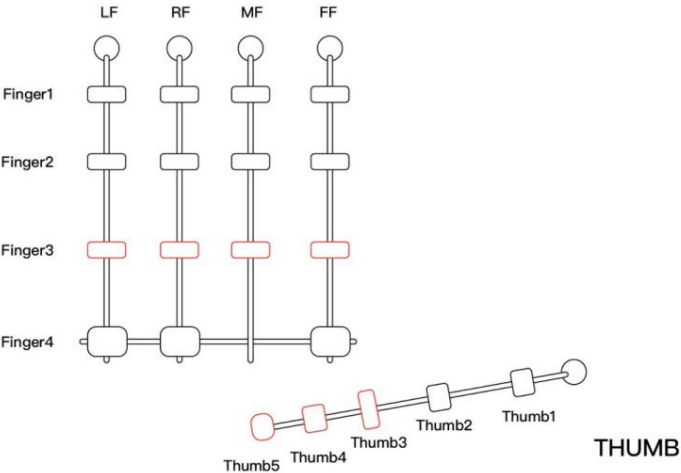 LF RF MF FF
Finger1
Finger2
Finger3
Finger4
Thumb5
Thumb4
Thumb3
Thumb2
Thumb1
THUMB